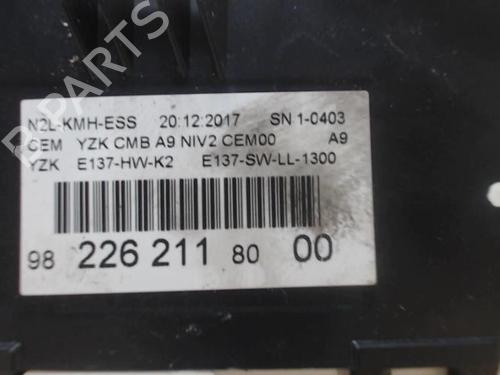 N2L-KMH-ESS 20:12:2017 SN 1-0403
CEM YZK CMB A9 NIV2 CEM00 A9
YZK E137-HW-K2 E137-SW-LL-1300
98 226 211 80 00
B PARTS